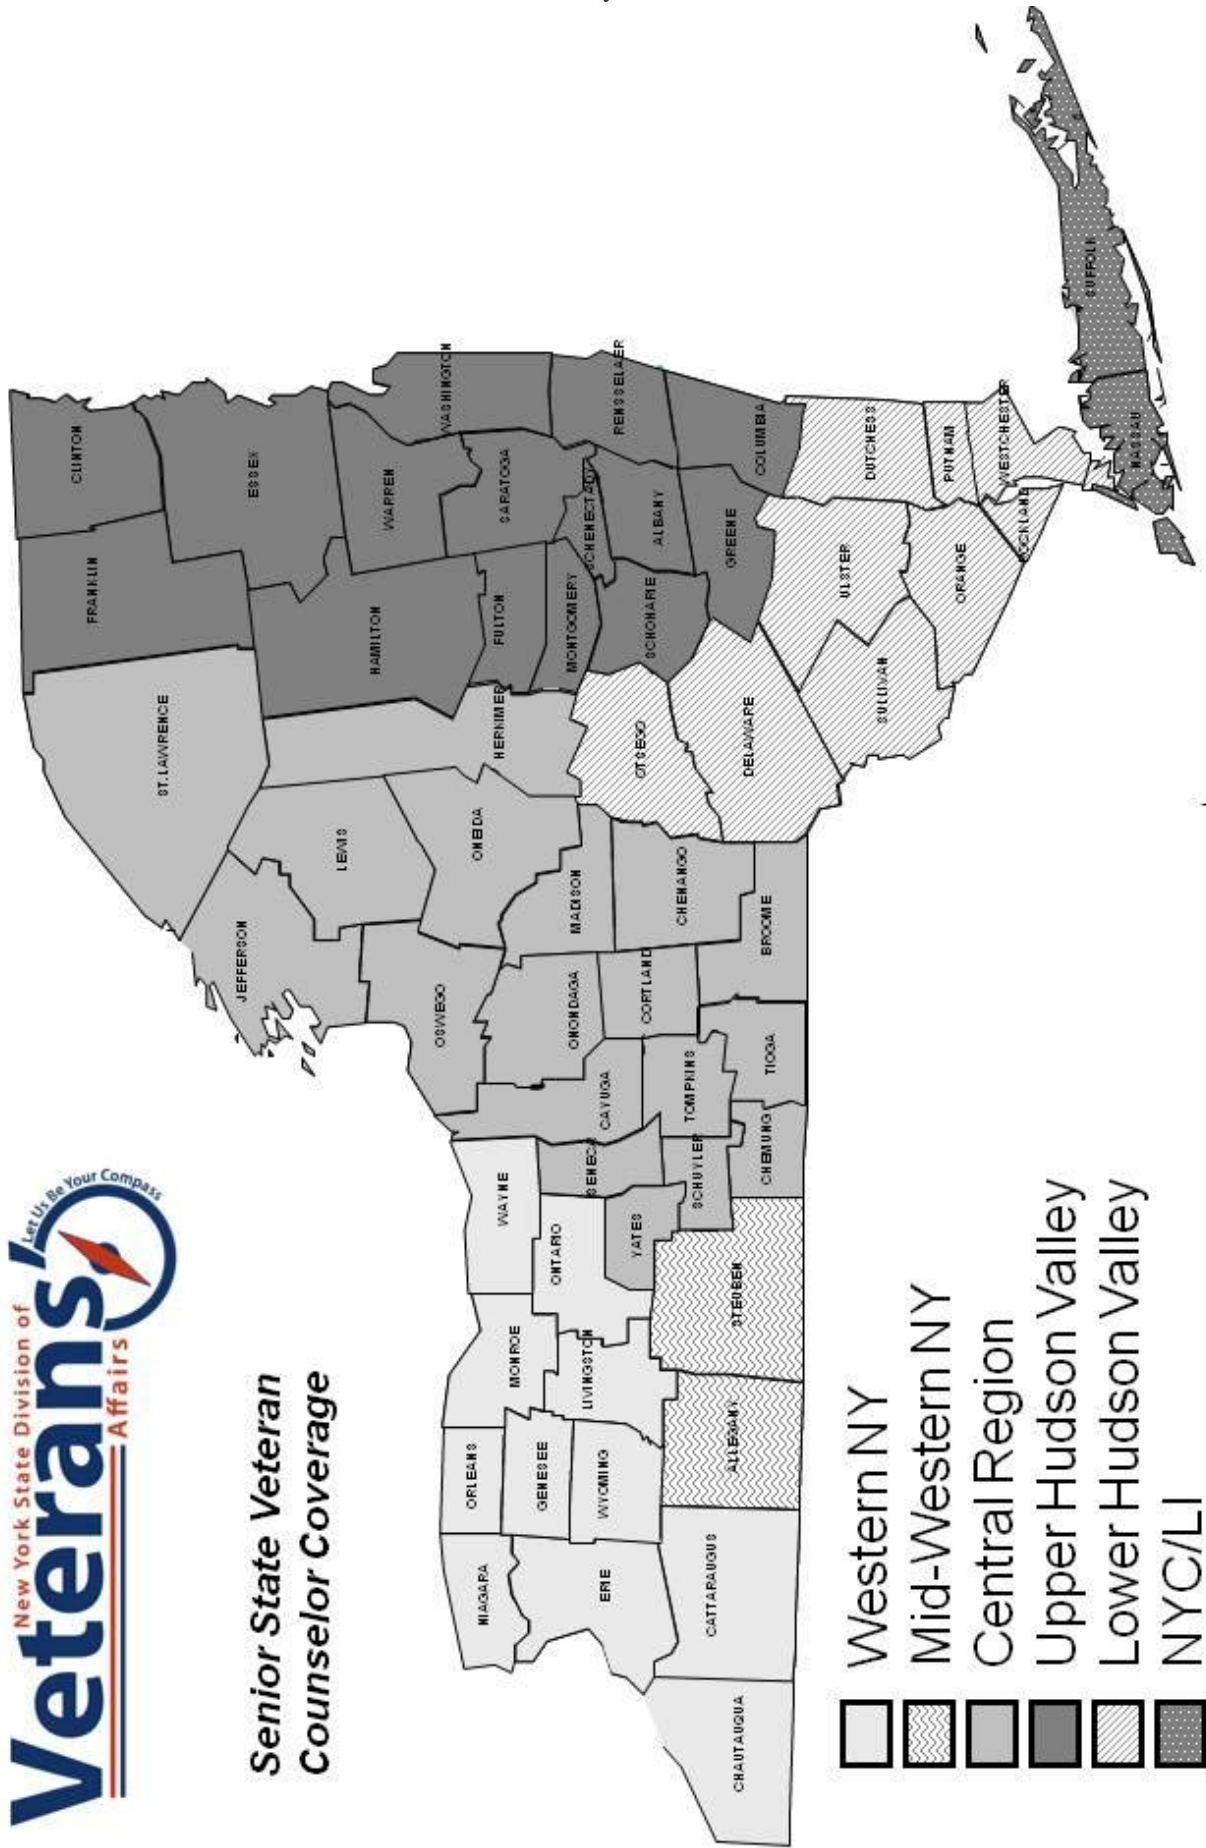 New York State Division of
Veterans'
Affairs
Let Us Be Your Compass
Senior State Veteran
Counselor Coverage
CLINTON
FRANKLIN
ST.LAWRENCE
ESSEX
JEFFERSON
LEWIS
HAMILTON
WARREN
WASHINGTON
HERKIMER
ONEIDA
OSWEGO
FULTON
SARATOGA
NIAGARA
ORLEANS
MONROE
WAYNE
CAYUGA
ONONDAGA
MADISON
MONTGOMERY
SCHENECTADY
RENSSELAER
GENESEE
ONTARIO
SENECA
ERIE
WYOMING
LIVINGSTON
YATES
CORTLAND
CHENANGO
OTSEGO
SCHOHARIE
ALBANY
TOMPKINS
SCHUYLER
CHAUTAUQUA
CATTARAUGUS
ALLEGANY
STEUBEN
CHEMUNG
TIOGA
BROOME
DELAWARE
GREENE
COLUMBIA
ULSTER
DUTCHESS
SULLIVAN
ORANGE
PUTNAM
WESTCHESTER
ROCKLAND
NASSAU
SUFFOLK
Western NY
Mid-Western NY
Central Region
Upper Hudson Valley
Lower Hudson Valley
NYC/LI